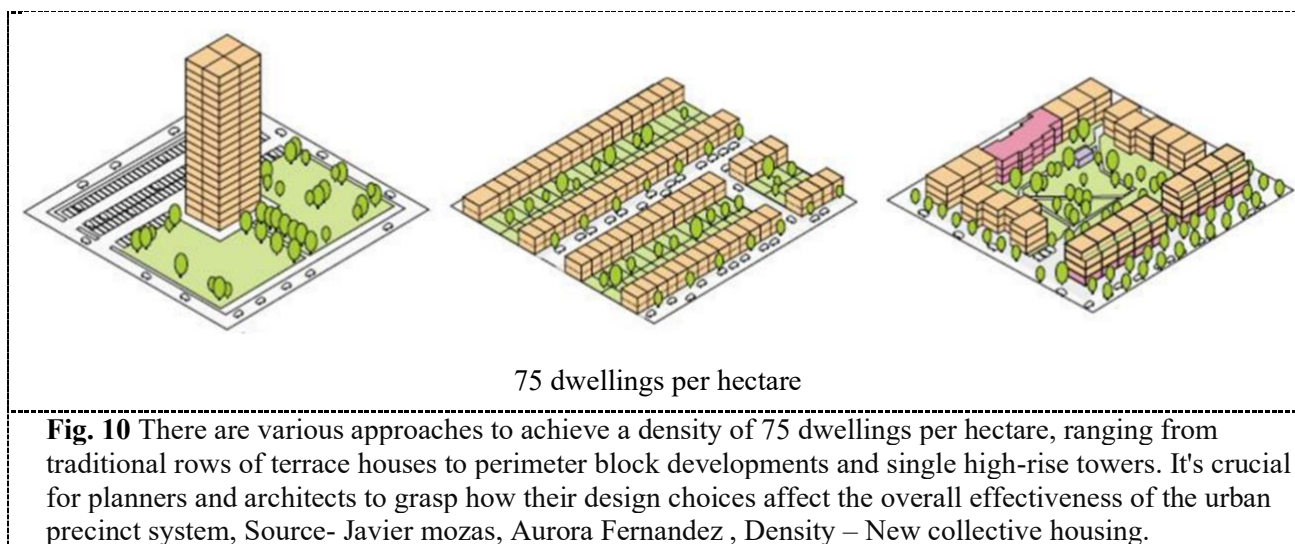 75 dwellings per hectare
Fig. 10 There are various approaches to achieve a density of 75 dwellings per hectare, ranging from
traditional rows of terrace houses to perimeter block developments and single high-rise towers. It's crucial
for planners and architects to grasp how their design choices affect the overall effectiveness of the urban
precinct system, Source- Javier mozas, Aurora Fernandez , Density – New collective housing.